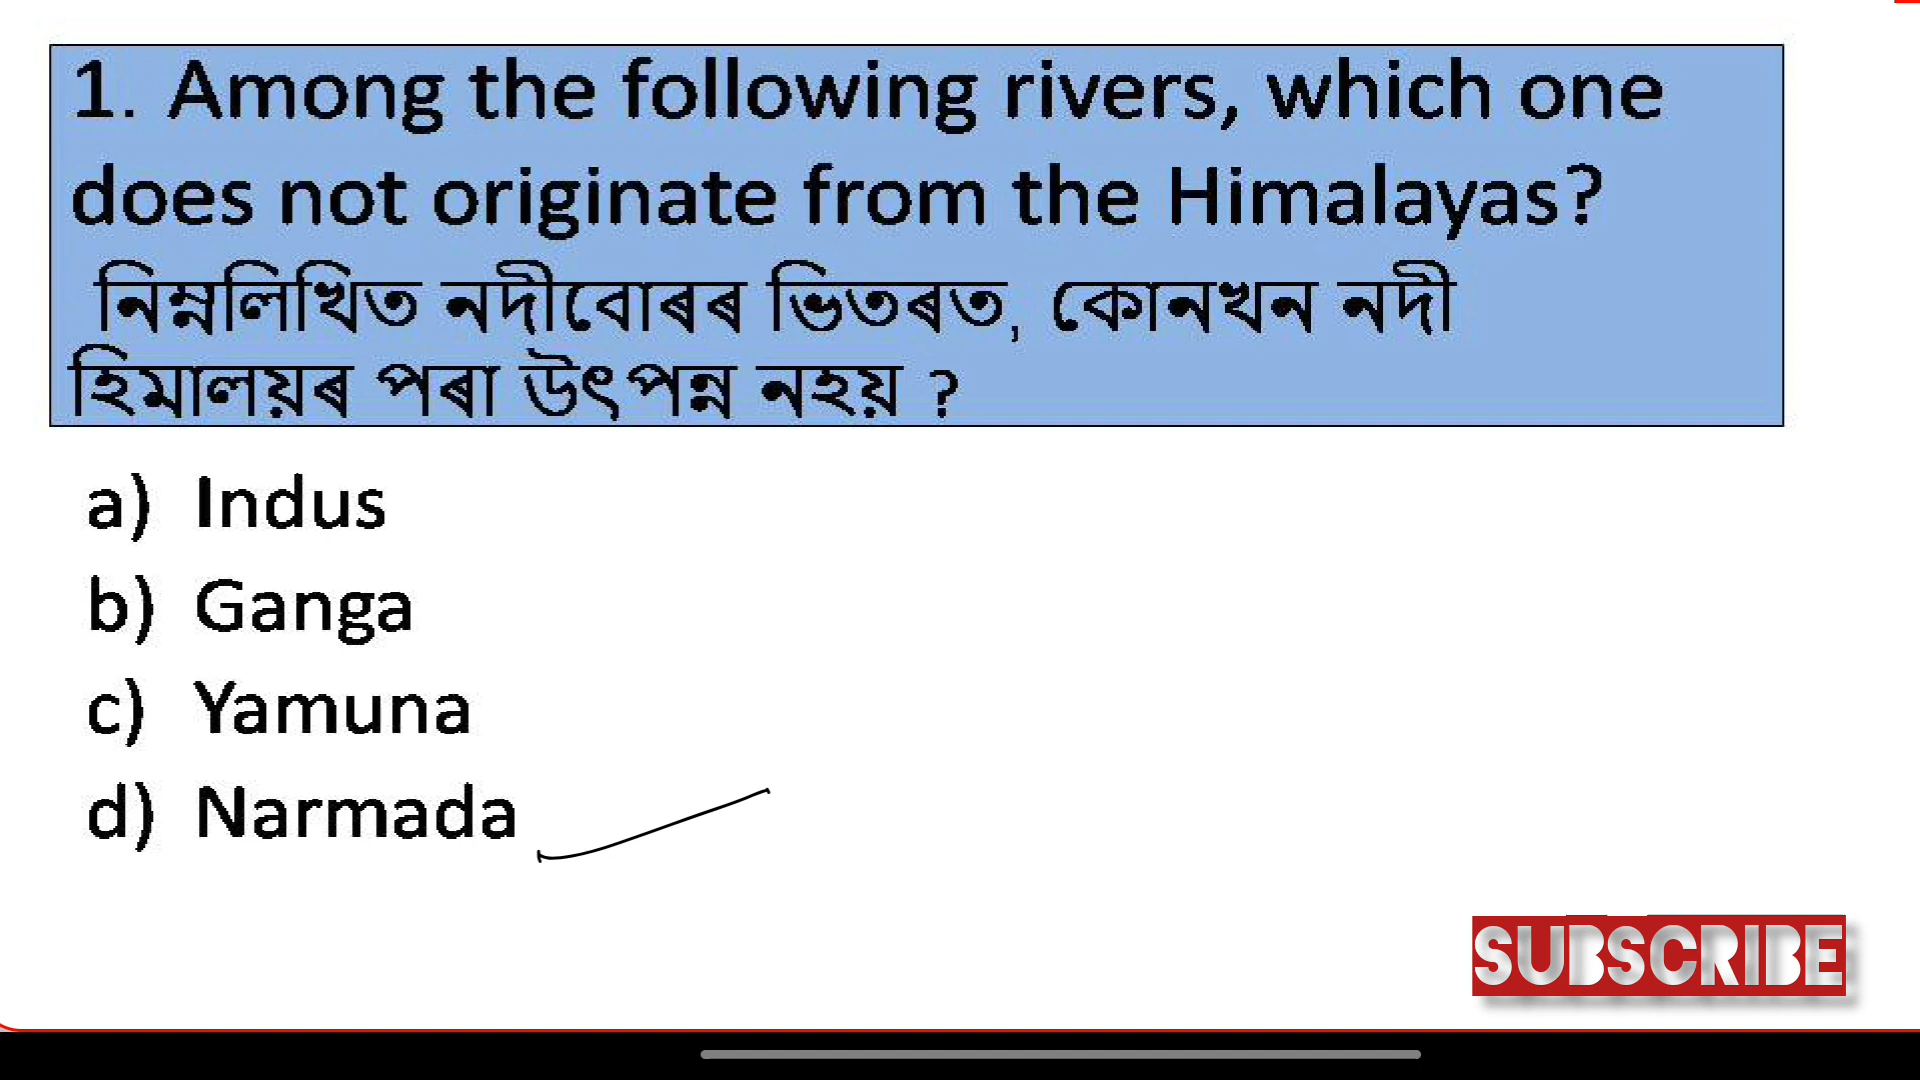 1. Among the following rivers, which one
does not originate from the Himalayas?
নিম্নলিখিত নদীবোৰৰ ভিতৰত, কোনখন নদী
হিমালয়ৰ পৰা উৎপন্ন নহয় ?
a) Indus
b) Ganga
c) Yamuna
d) Narmada
SUBSCRIBE